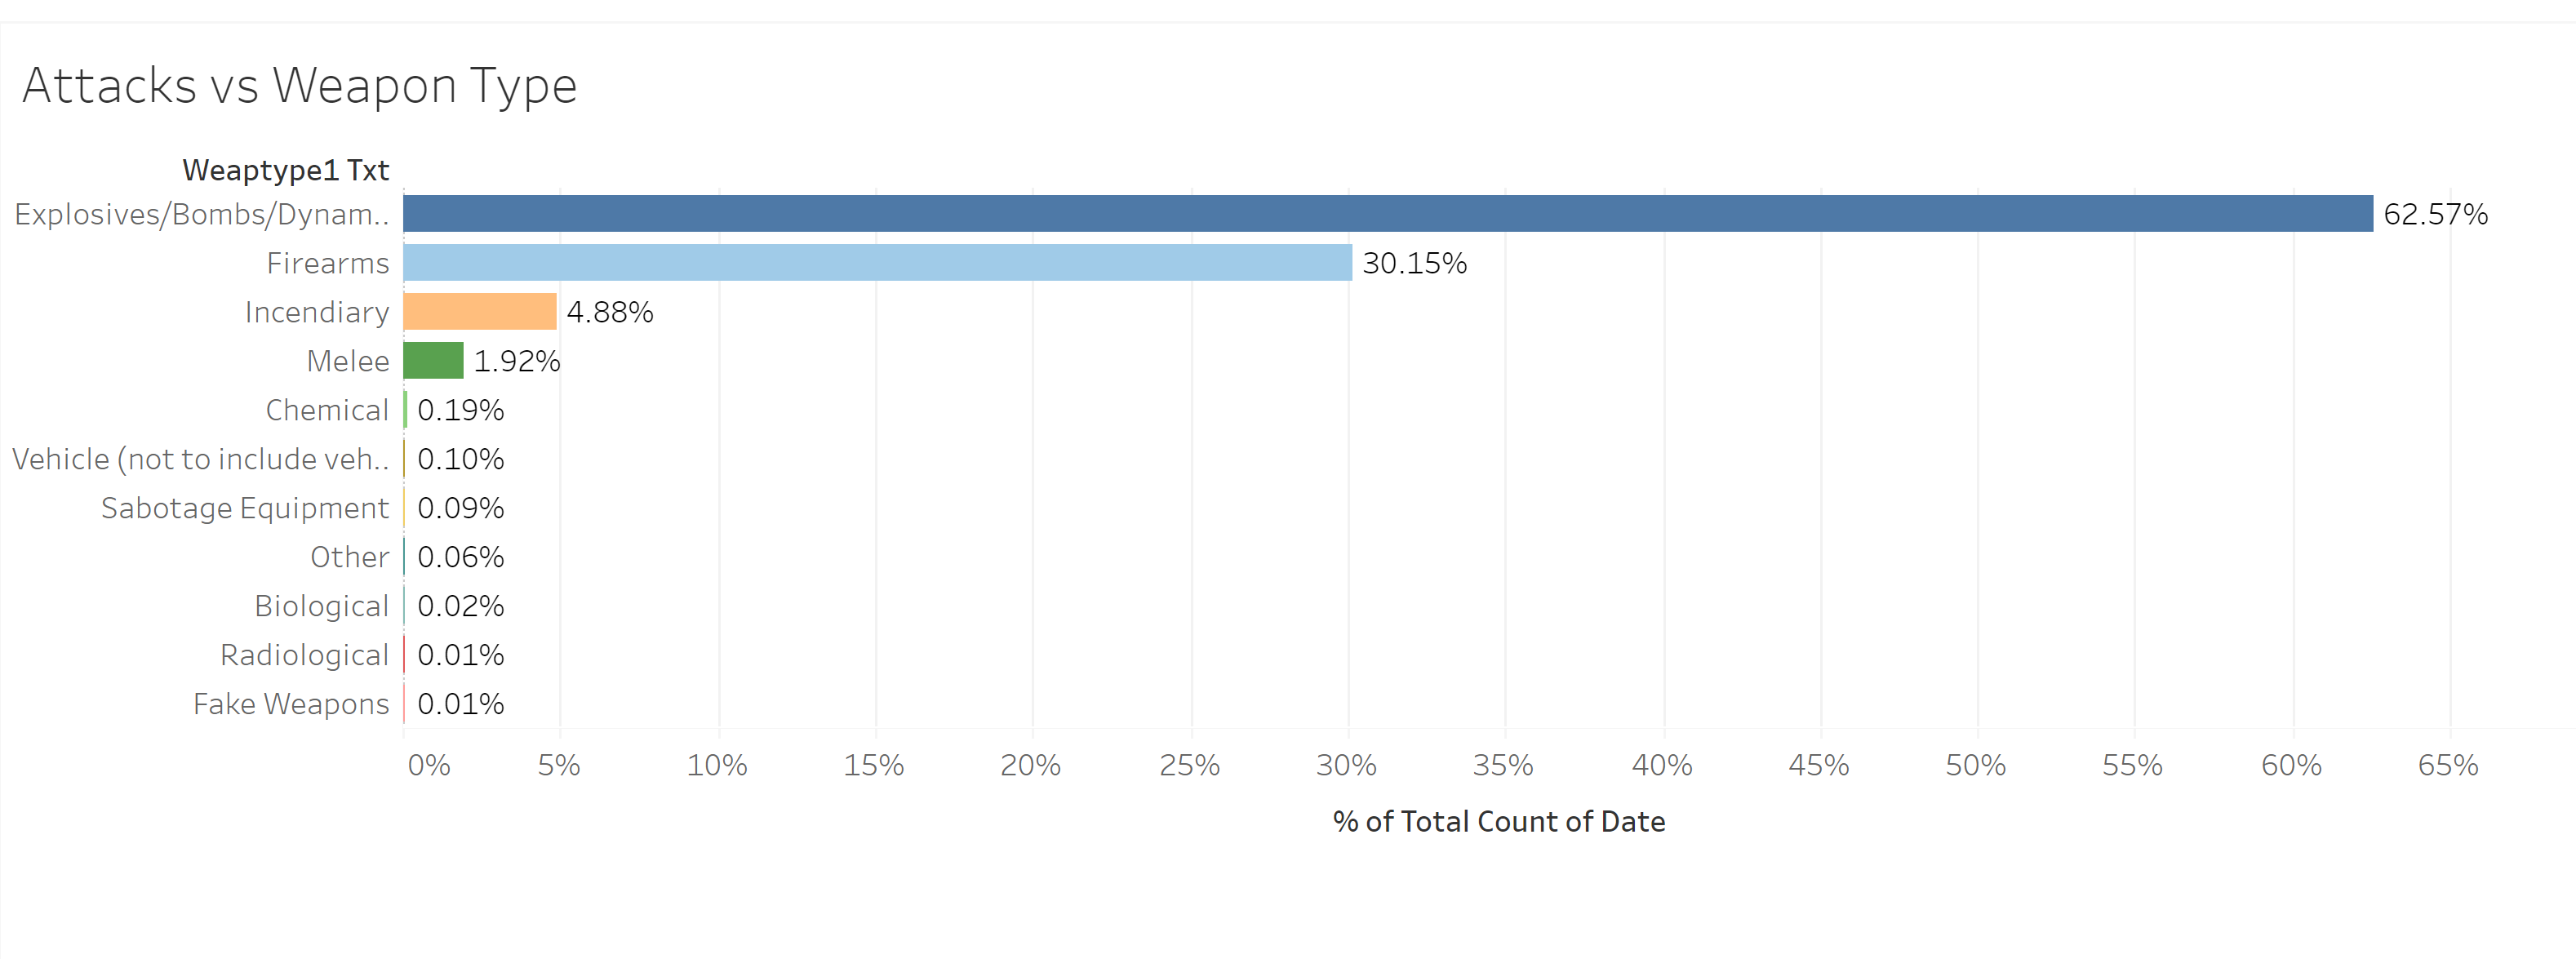 Attacks vs Weapon Type
Weaptype1 Txt
Explosives/Bombs/Dynam.. 62.57%
Firearms 30.15%
Incendiary 4.88%
Melee 1.92%
Chemical 0.19%
Vehicle (not to include veh.. 0.10%
Sabotage Equipment 0.09%
Other 0.06%
Biological 0.02%
Radiological 0.01%
Fake Weapons 0.01%
0% 5% 10% 15% 20% 25% 30% 35% 40% 45% 50% 55% 60% 65%
% of Total Count of Date